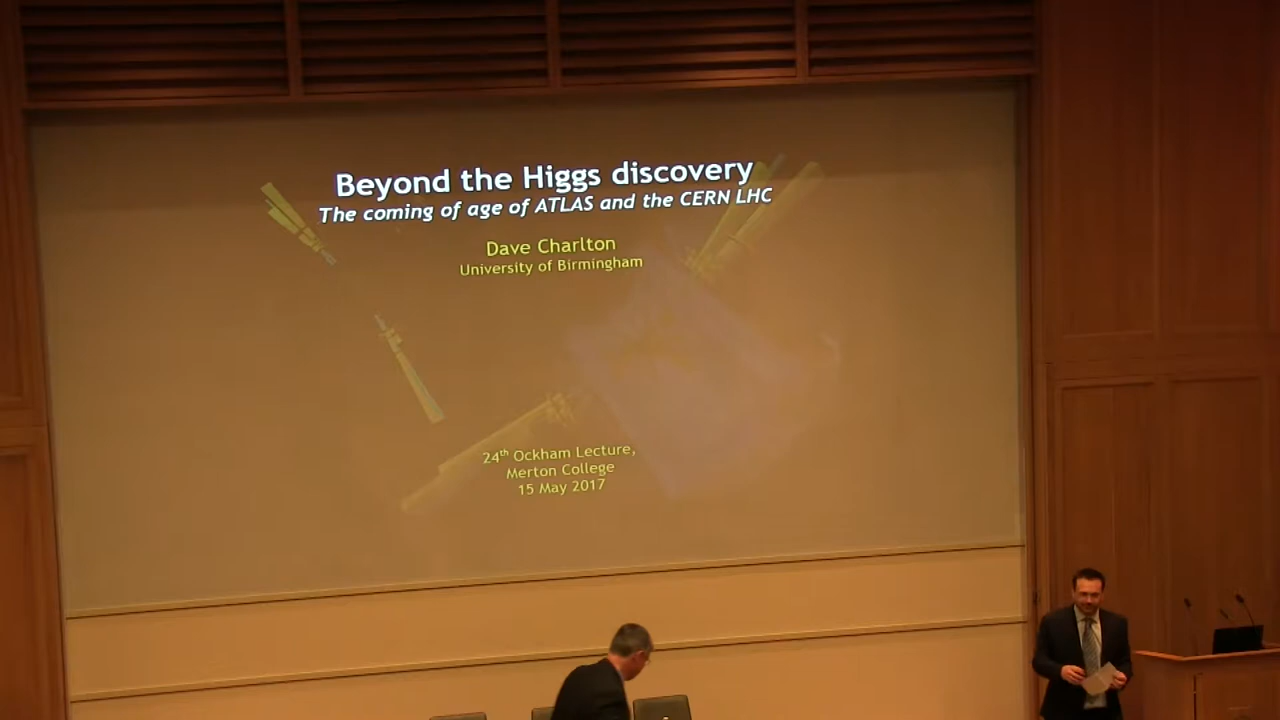 Beyond the Higgs discovery
The coming of age of ATLAS and the CERN LHC
Dave Charlton
University of Birmingham
24th Ockham Lecture,
Merton College
15 May 2017